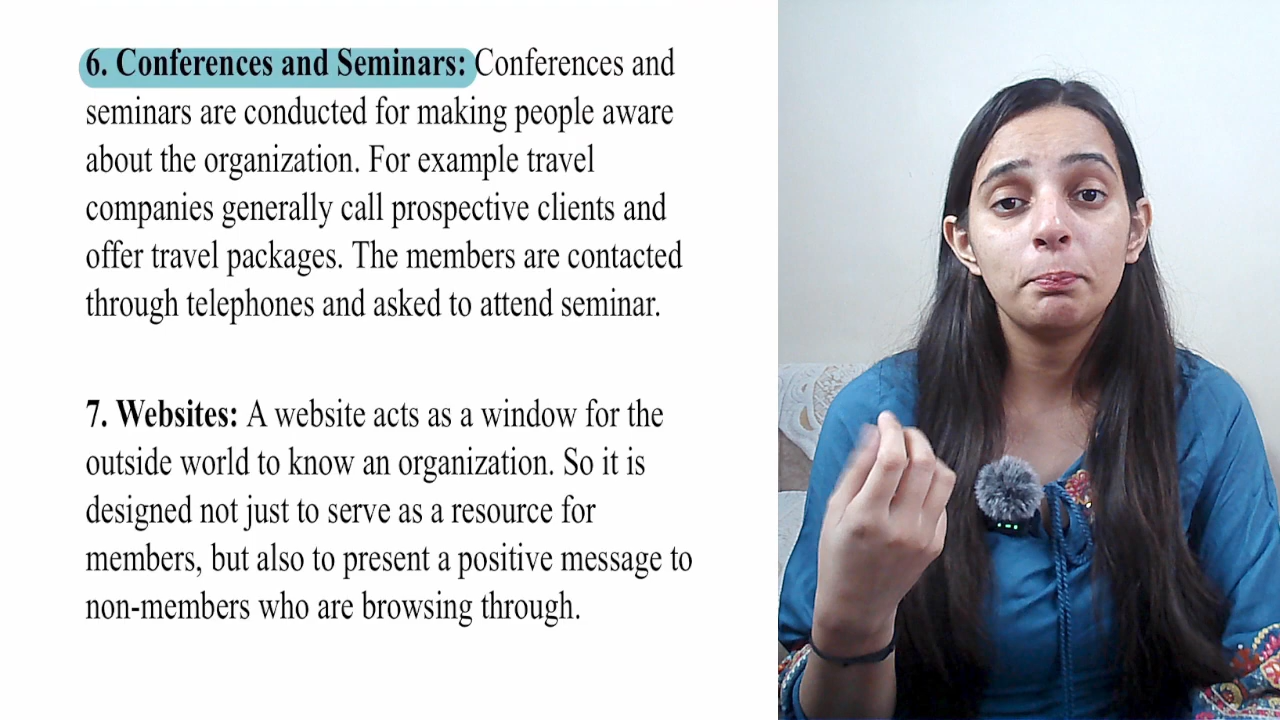 6. Conferences and Seminars: Conferences and
seminars are conducted for making people aware
about the organization. For example travel
companies generally call prospective clients and
offer travel packages. The members are contacted
through telephones and asked to attend seminar.
7. Websites: A website acts as a window for the
outside world to know an organization. So it is
designed not just to serve as a resource for
members, but also to present a positive message to
non-members who are browsing through.